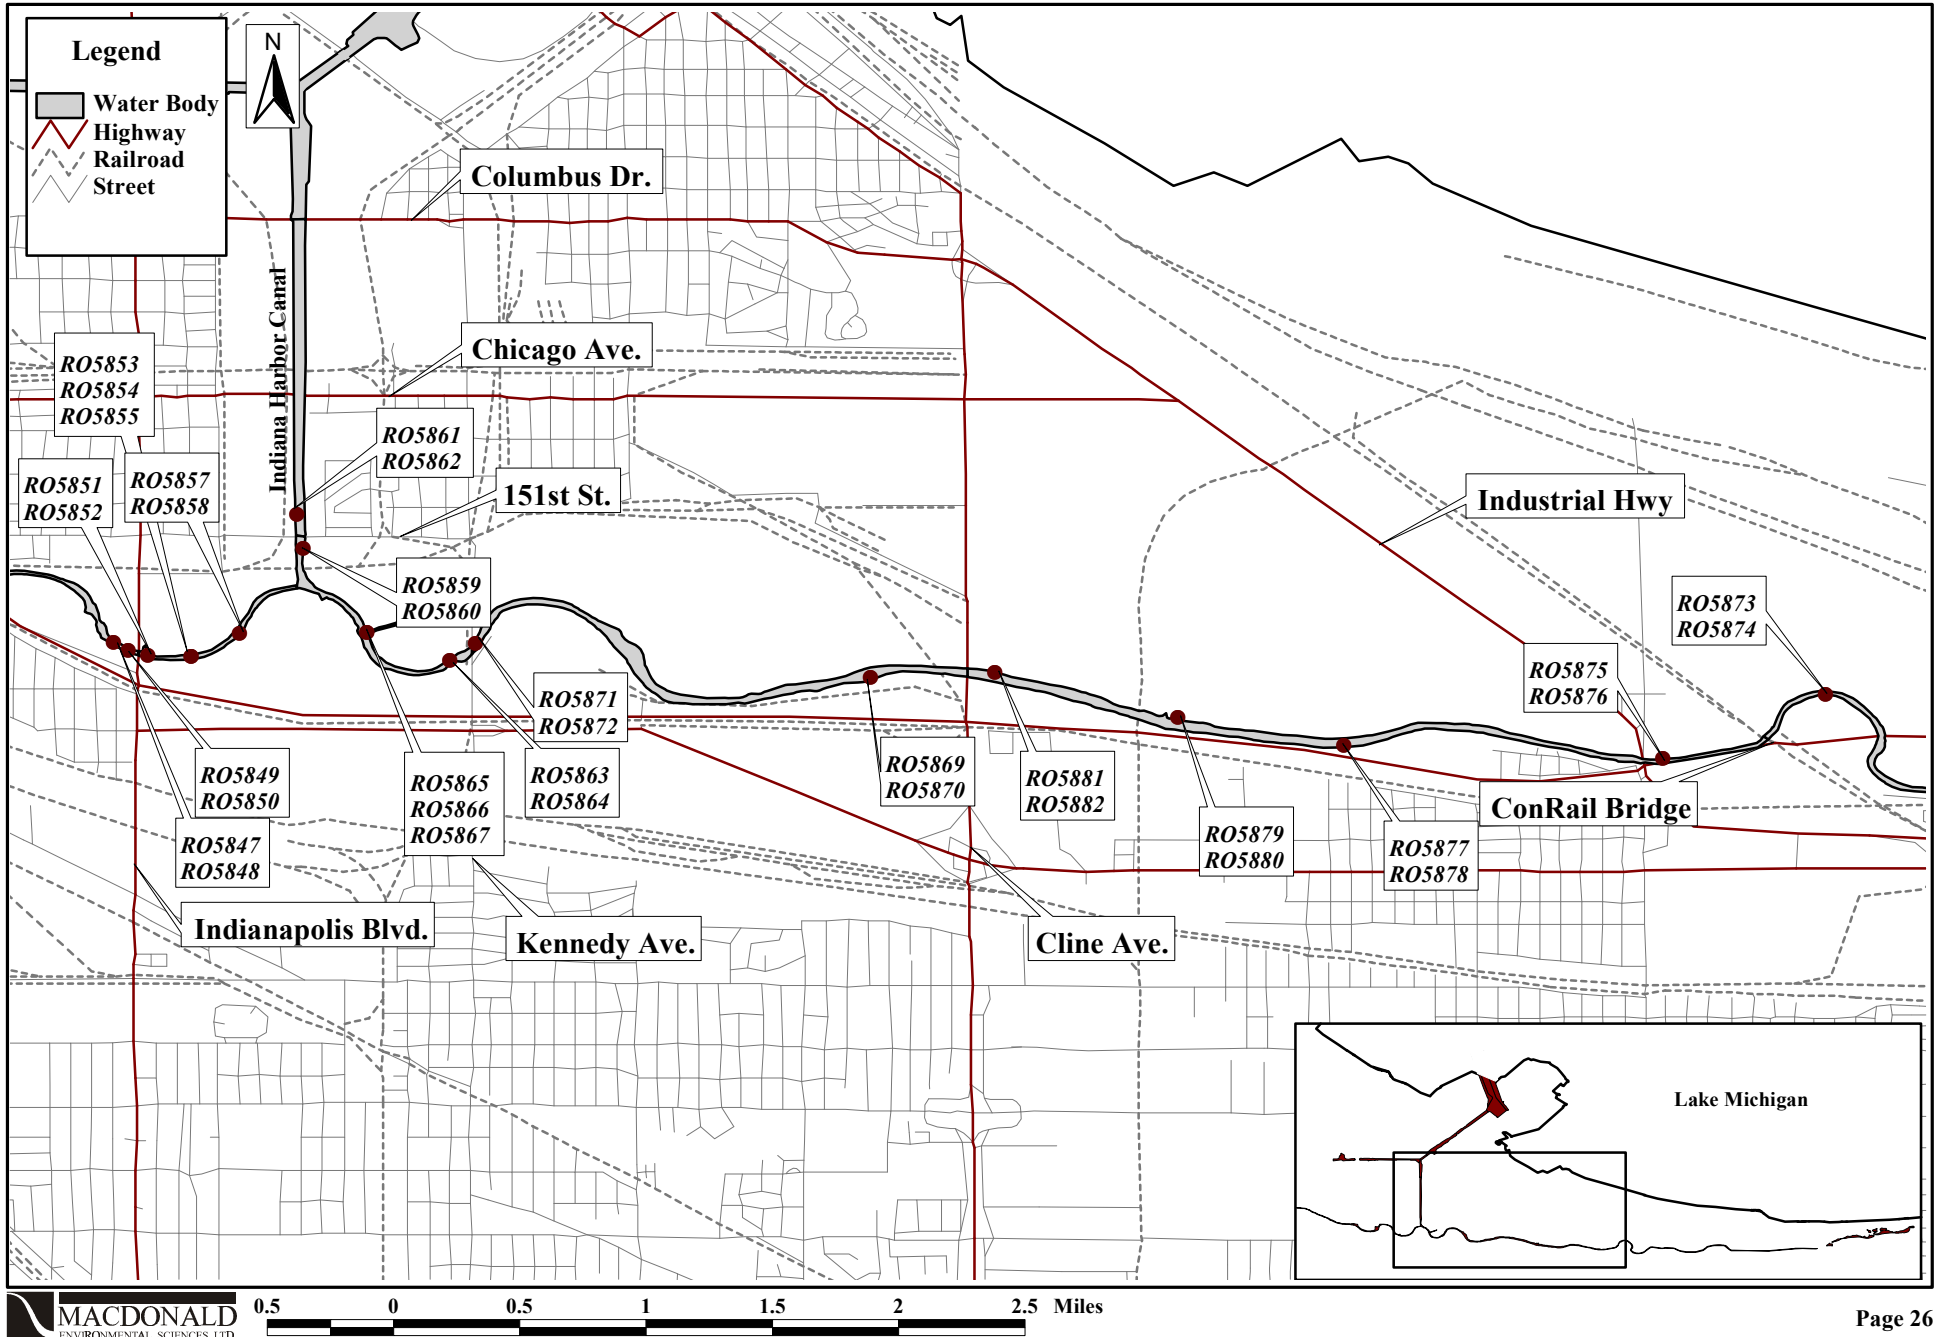 Legend
Water Body
Highway
Railroad
Street
N
Columbus Dr.
Indiana Harbor Canal
Chicago Ave.
RO5853
RO5854
RO5855
RO5861
RO5862
RO5851
RO5852
RO5857
RO5858
151st St.
Industrial Hwy
RO5859
RO5860
RO5873
RO5874
RO5875
RO5876
RO5871
RO5872
RO5849
RO5850
RO5865
RO5866
RO5867
RO5863
RO5864
RO5869
RO5870
RO5881
RO5882
ConRail Bridge
RO5847
RO5848
RO5879
RO5880
RO5877
RO5878
Indianapolis Blvd.
Kennedy Ave.
Cline Ave.
Lake Michigan
MACDONALD
ENVIRONMENTAL SCIENCES LTD
0.5 0 0.5 1 1.5 2 2.5 Miles
Page 26